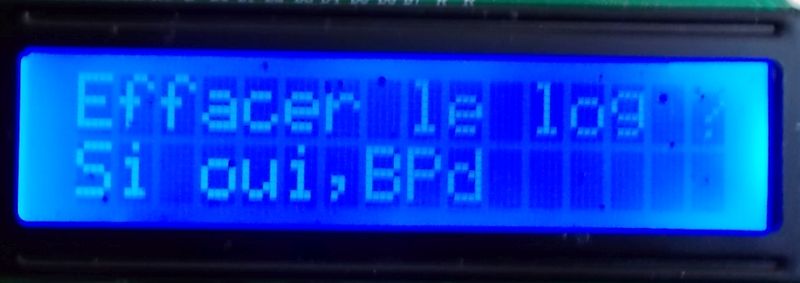 Effacer le log ?
Si oui,BPd